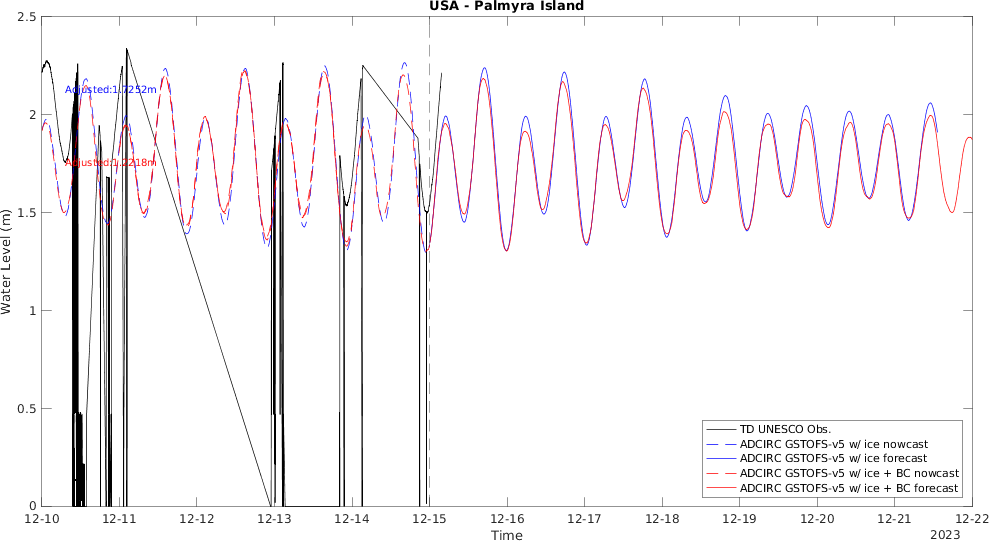 USA - Palmyra Island
2.5
2
1.5
1
0.5
0
Water Level (m)
Adjusted:1.7252m
Adjusted:1.2218m
TD UNESCO Obs.
ADCIRC GSTOFS-v5 w/ ice nowcast
ADCIRC GSTOFS-v5 w/ ice forecast
ADCIRC GSTOFS-v5 w/ ice + BC nowcast
ADCIRC GSTOFS-v5 w/ ice + BC forecast
12-10 12-11 12-12 12-13 12-14 12-15 12-16 12-17 12-18 12-19 12-20 12-21 12-22
Time
2023